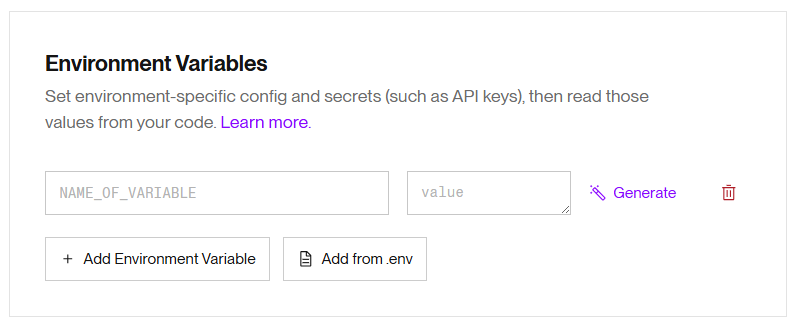 Environment Variables
Set environment-specific config and secrets (such as API keys), then read those
values from your code. Learn more.
NAME_OF_VARIABLE
value
Generate
+ Add Environment Variable
Add from .env